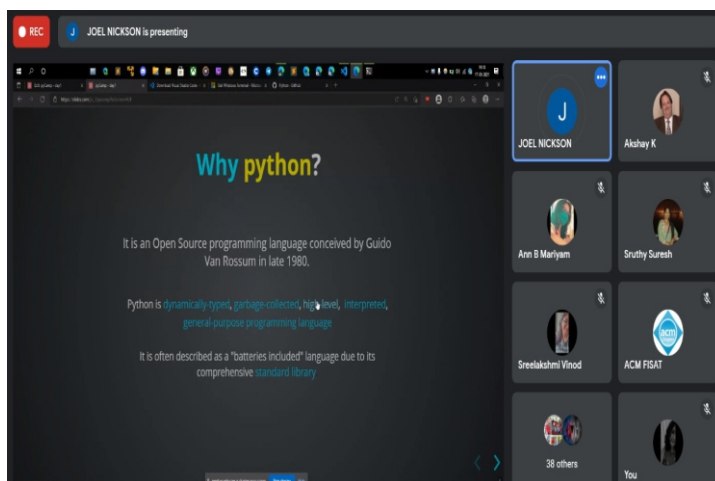 REC
J
JOEL NICKSON is presenting
Why python?
It is an Open Source programming language conceived by Guido
Van Rossum in late 1980.
Python is dynamically-typed, garbage-collected, high-level, interpreted,
general-purpose programming language
It is often described as a "batteries included" language due to its
comprehensive standard library
J
JOEL NICKSON
Akshay K
Ann B Mariyam
Sruthy Suresh
Sreelakshmi Vinod
acm
ACM FISAT
38 others
You